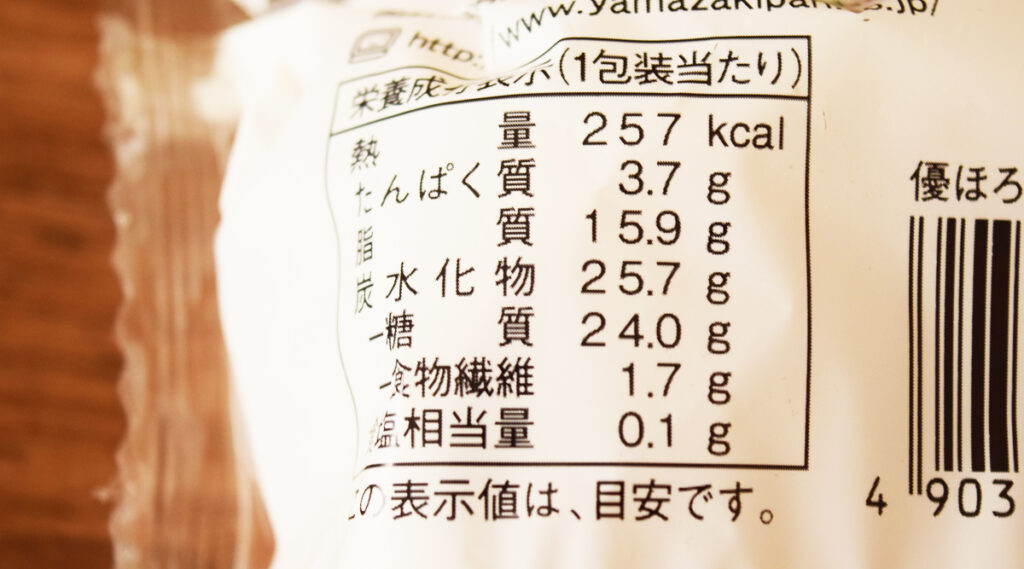 www.yamazakipan
http:
栄養成分表示(1包装当たり)
熱量 257 kcal
たんぱく質 3.7 g
脂質 15.9 g
炭水化物 25.7 g
-糖質 24.0 g
-食物繊維 1.7 g
食塩相当量 0.1 g
この表示値は、目安です。
優ほろ
4 903